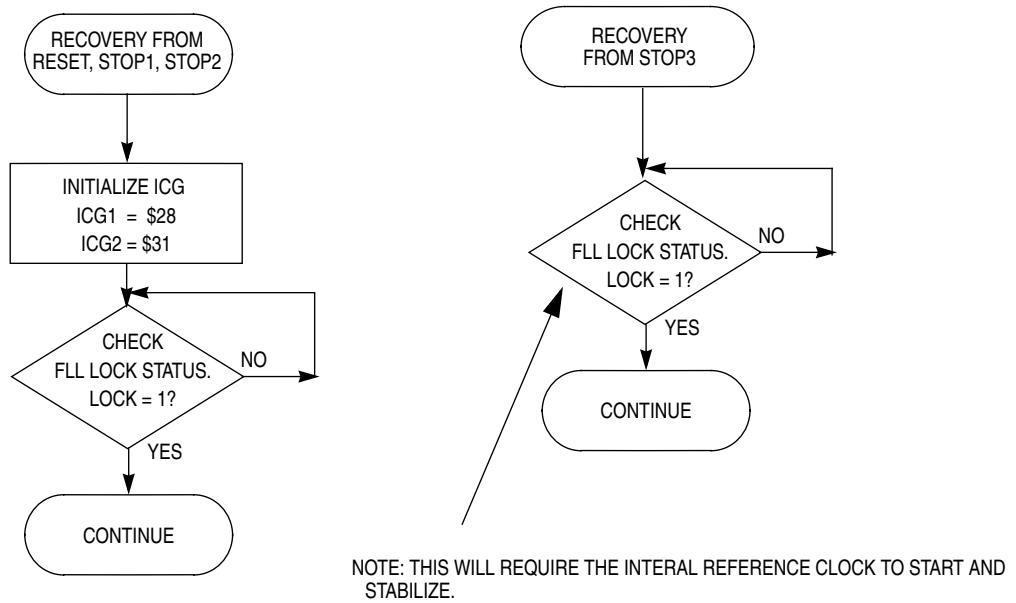 RECOVERY FROM
RESET, STOP1, STOP2
INITIALIZE ICG
ICG1 = $28
ICG2 = $31
CHECK
FLL LOCK STATUS.
LOCK = 1?
NO
YES
CONTINUE
RECOVERY
FROM STOP3
CHECK
FLL LOCK STATUS.
LOCK = 1?
NO
YES
CONTINUE
NOTE: THIS WILL REQUIRE THE INTERAL REFERENCE CLOCK TO START AND
STABILIZE.